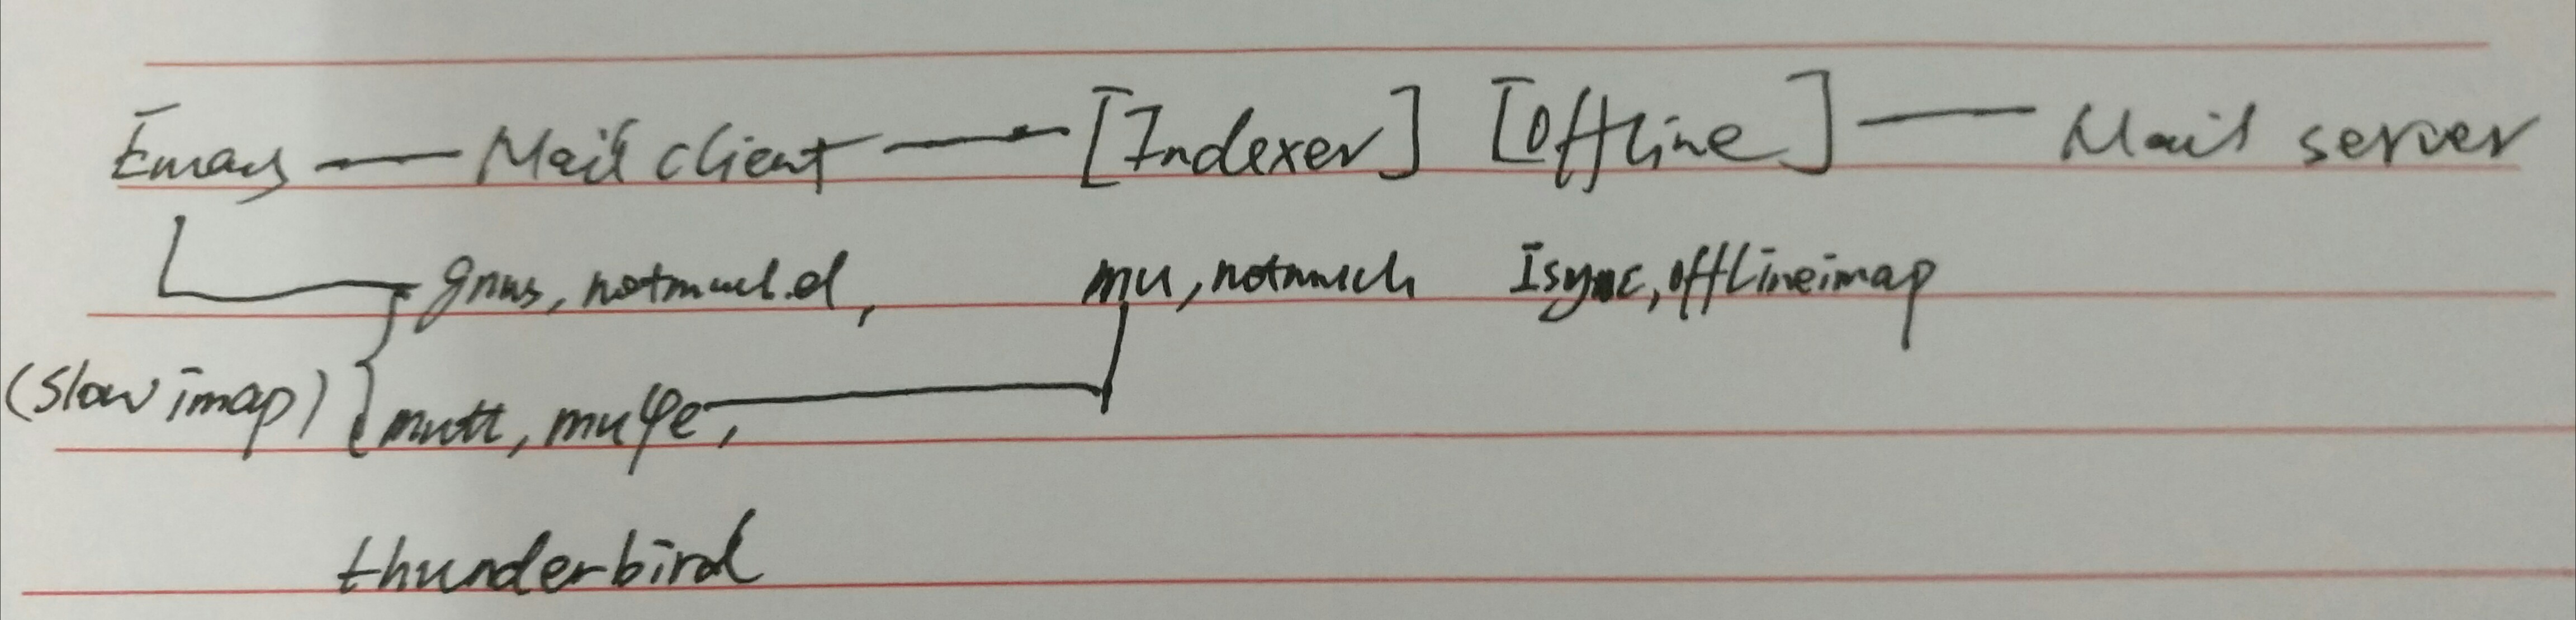 Emacs — Mail client — [Indexer] [Offline] — Mail server
gnus, notmuch.el, mu, notmuch Isync, offlineimap
(slow imap) { mutt, mu4e,
thunderbird